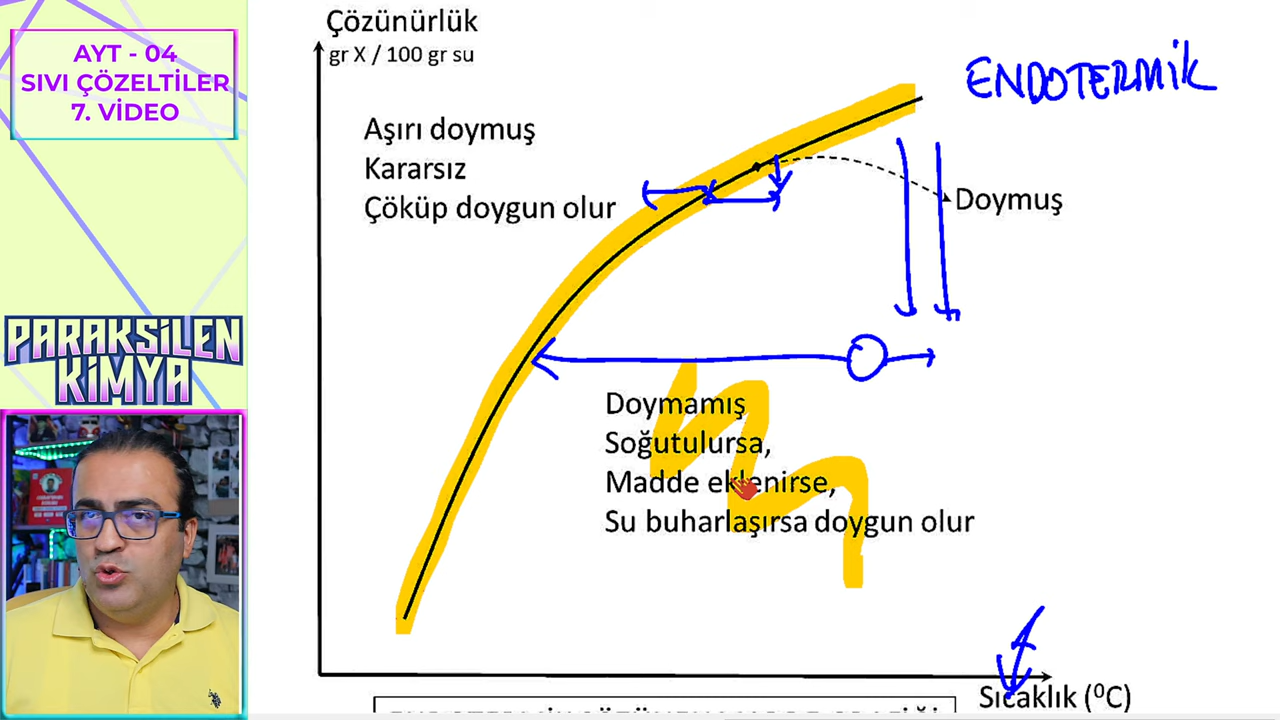 AYT - 04
SIVI ÇÖZELTİLER
7. VİDEO
PARAKSİLEN
KİMYA
Çözünürlük
gr X / 100 gr su
ENDOTERMİK
Aşırı doymuş
Kararsız
Çöküp doygun olur
Doymuş
Doymamış
Soğutulursa,
Madde eklenirse,
Su buharlaşırsa doygun olur
Sıcaklık (⁰C)